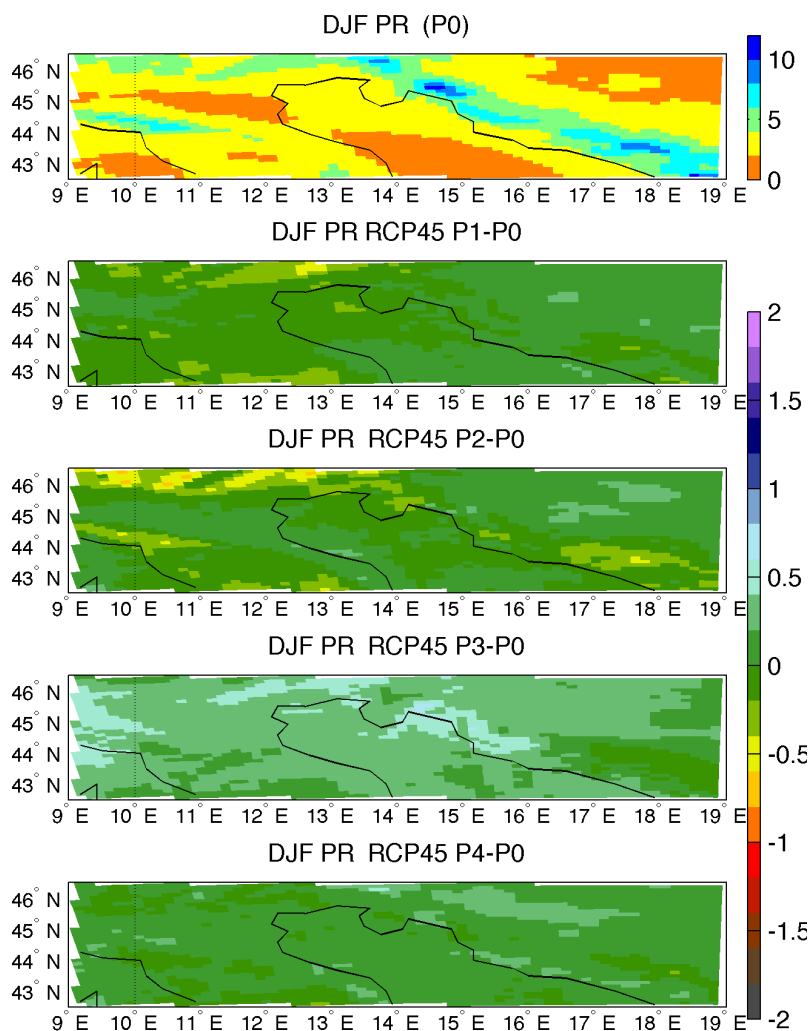 DJF PR (P0)
46° N
45° N
44° N
43° N
9° E 10° E 11° E 12° E 13° E 14° E 15° E 16° E 17° E 18° E 19° E
10
5
0
DJF PR RCP45 P1-P0
46° N
45° N
44° N
43° N
9° E 10° E 11° E 12° E 13° E 14° E 15° E 16° E 17° E 18° E 19° E
DJF PR RCP45 P2-P0
46° N
45° N
44° N
43° N
9° E 10° E 11° E 12° E 13° E 14° E 15° E 16° E 17° E 18° E 19° E
DJF PR RCP45 P3-P0
46° N
45° N
44° N
43° N
9° E 10° E 11° E 12° E 13° E 14° E 15° E 16° E 17° E 18° E 19° E
DJF PR RCP45 P4-P0
46° N
45° N
44° N
43° N
9° E 10° E 11° E 12° E 13° E 14° E 15° E 16° E 17° E 18° E 19° E
2
1.5
1
0.5
0
-0.5
-1
-1.5
-2